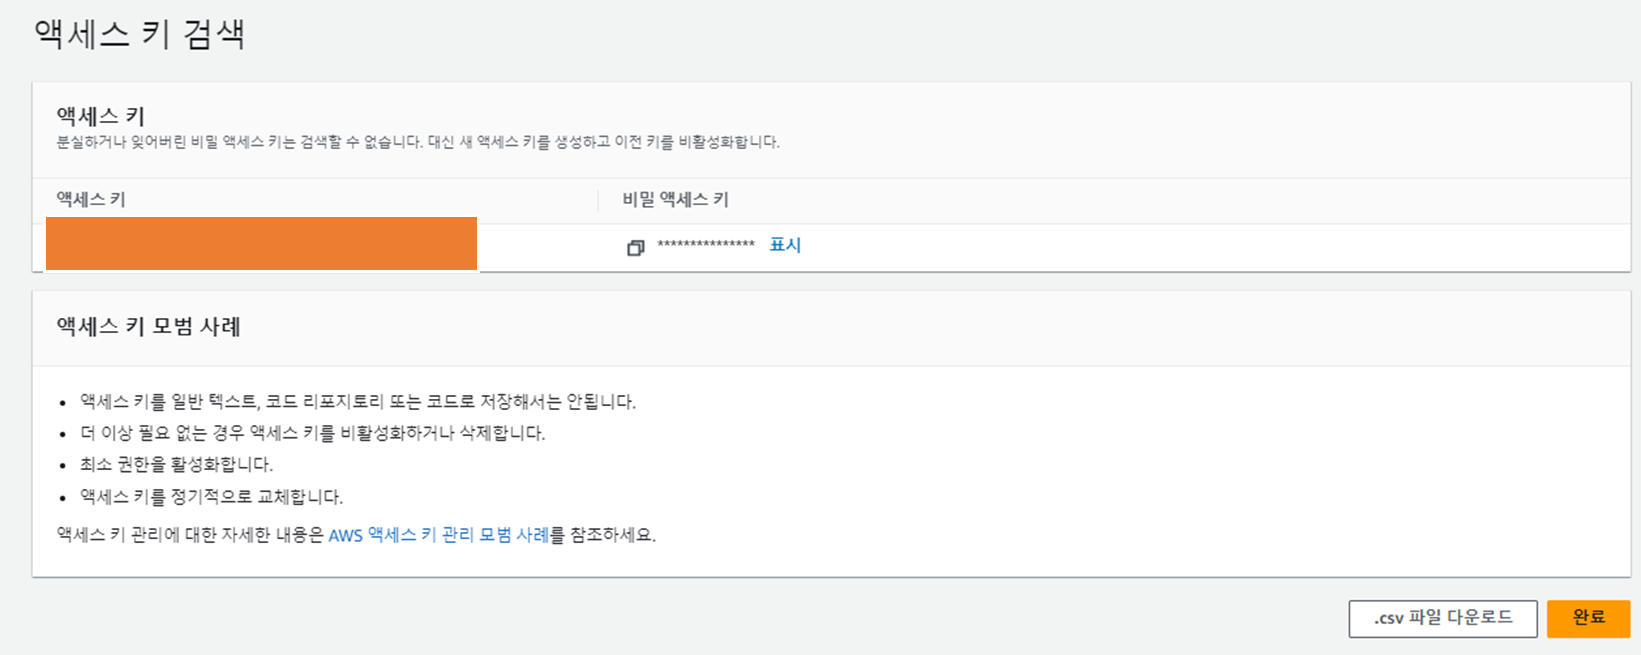 액세스 키 검색
액세스 키
분실하거나 잊어버린 비밀 액세스 키는 검색할 수 없습니다. 대신 새 액세스 키를 생성하고 이전 키를 비활성화합니다.
액세스 키
비밀 액세스 키
*************** 표시
액세스 키 모범 사례
• 액세스 키를 일반 텍스트, 코드 리포지토리 또는 코드로 저장해서는 안됩니다.
• 더 이상 필요 없는 경우 액세스 키를 비활성화하거나 삭제합니다.
• 최소 권한을 활성화합니다.
• 액세스 키를 정기적으로 교체합니다.
액세스 키 관리에 대한 자세한 내용은 AWS 액세스 키 관리 모범 사례를 참조하세요.
.csv 파일 다운로드
완료